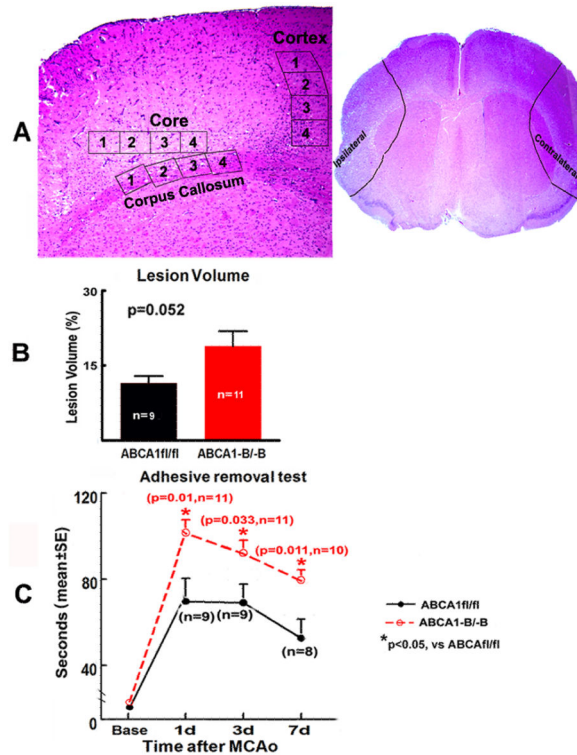 A
Cortex
1
2
3
4
Core
1 2 3 4
1 2 3 4
Corpus Callosum
Ipsilateral
Contralateral
B
Lesion Volume
Lesion Volume (%)
30
15
p=0.052
n=9
n=11
ABCA1fl/fl
ABCA1-B/-B
C
Adhesive removal test
Seconds (mean±SE)
120
80
40
0
(p=0.01,n=11)
*
(p=0.033,n=11)
*
(p=0.011,n=10)
*
(n=9)
(n=9)
(n=8)
Base 1d 3d 7d
Time after MCAo
ABCA1fl/fl
ABCA1-B/-B
*p<0.05, vs ABCAfl/fl